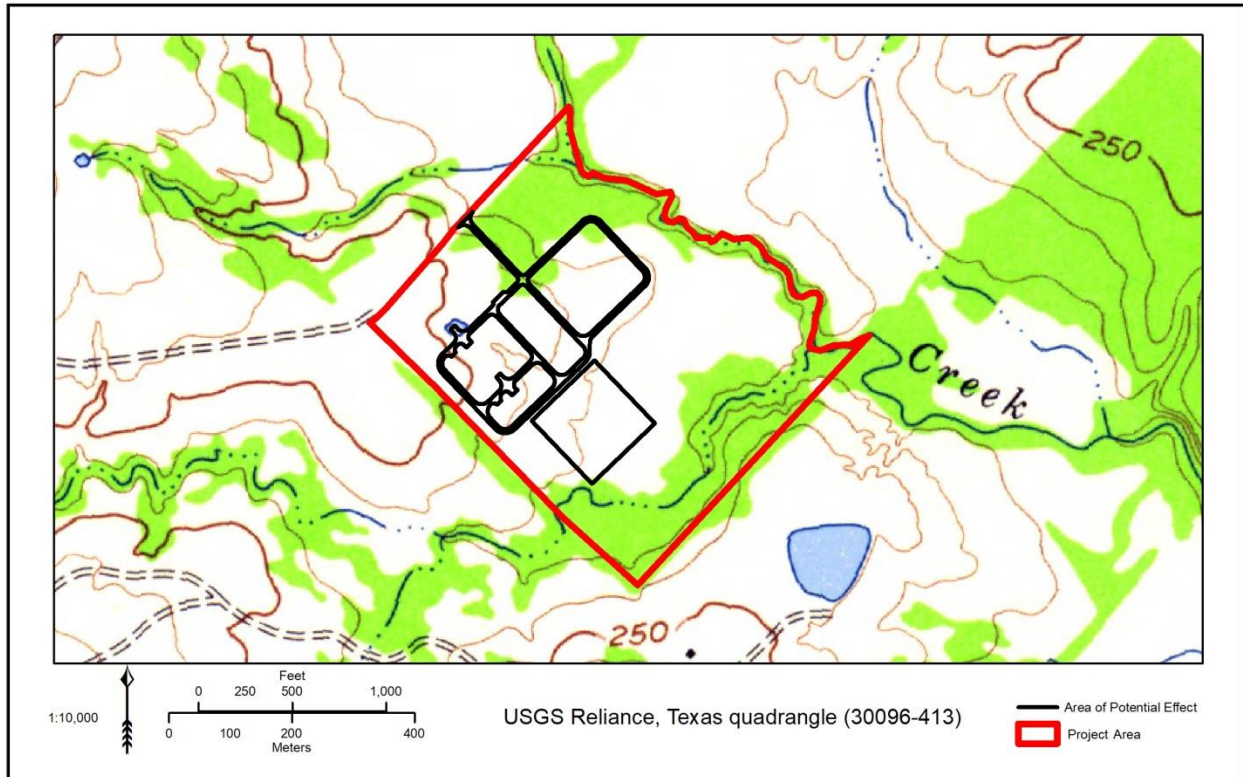 250
Creek
250
Feet
0 250 500 1,000
1:10,000
0 100 200 400
Meters
USGS Reliance, Texas quadrangle (30096-413)
Area of Potential Effect
Project Area